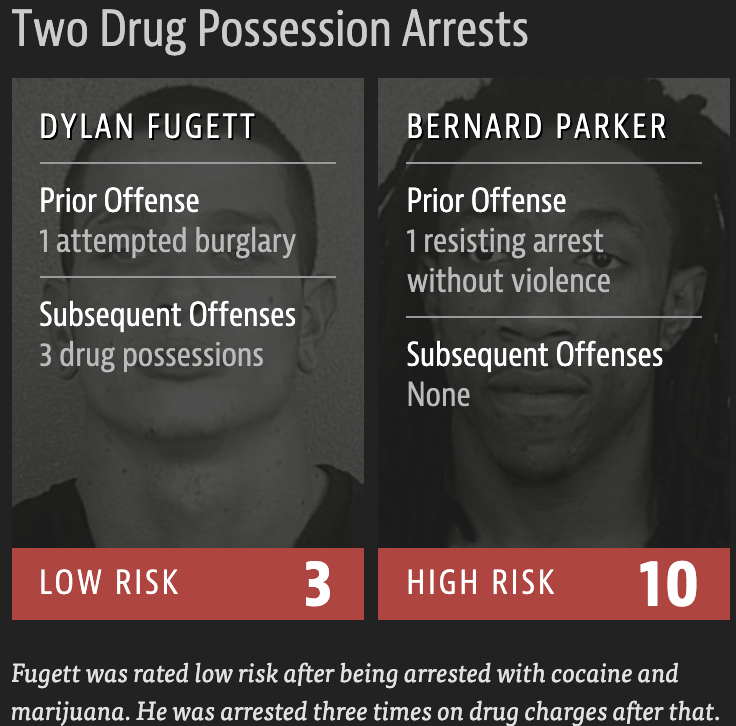 Two Drug Possession Arrests
DYLAN FUGETT
Prior Offense
1 attempted burglary
Subsequent Offenses
3 drug possessions
LOW RISK 3
BERNARD PARKER
Prior Offense
1 resisting arrest
without violence
Subsequent Offenses
None
HIGH RISK 10
Fugett was rated low risk after being arrested with cocaine and
marijuana. He was arrested three times on drug charges after that.